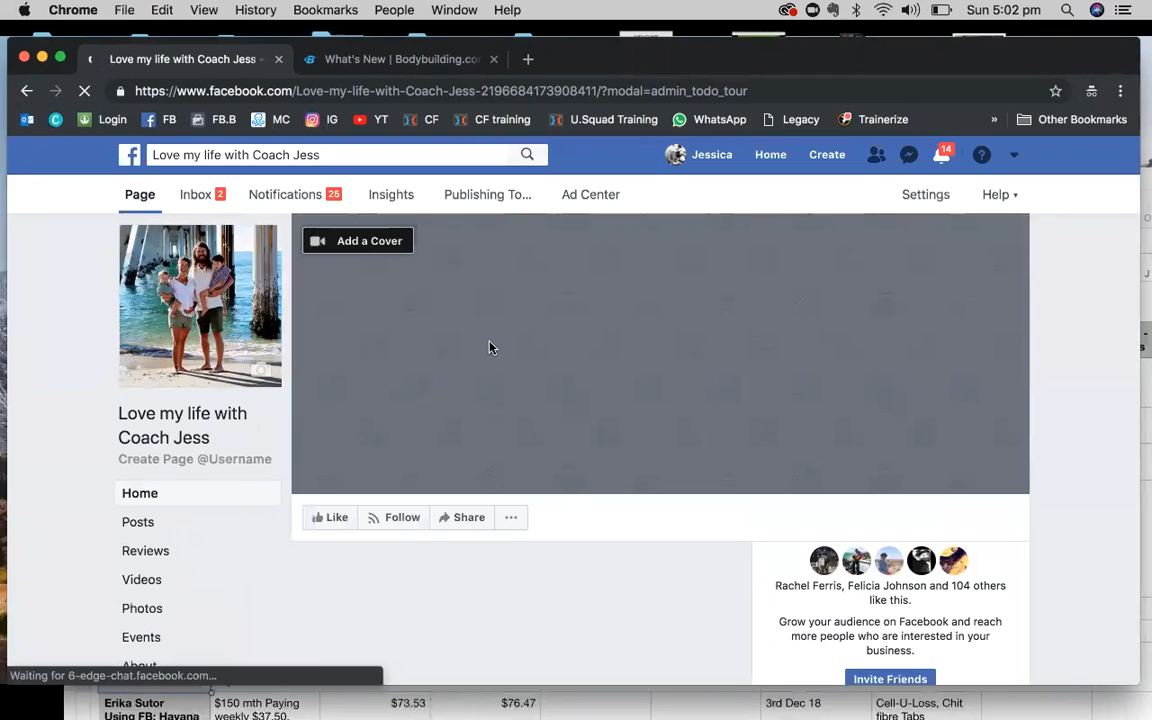 Chrome File Edit View History Bookmarks People Window Help Sun 5:02 pm
Love my life with Coach Jess - What's New | Bodybuilding.co
https://www.facebook.com/Love-my-life-with-Coach-Jess-2196684173908411/?modal=admin_todo_tour
Login FB FB.B MC IG YT CF CF training U.Squad Training WhatsApp Legacy Trainerize » Other Bookmarks
Love my life with Coach Jess Jessica Home Create 14
Page Inbox 2 Notifications 25 Insights Publishing To... Ad Center Settings Help
Add a Cover
Love my life with
Coach Jess
Create Page @Username
Home
Like Follow Share ...
Posts
Reviews
Videos
Photos
Events
About
Rachel Ferris, Felicia Johnson and 104 others
like this.
Grow your audience on Facebook and reach
more people who are interested in your
business.
Invite Friends
Waiting for 6-edge-chat.facebook.com...
Erika Sutor $150 mth Paying $73.53 $76.47 3rd Dec 18 Cell-U-Loss, Chit
Using FB: Havana weekly $37.50. fibre Tabs